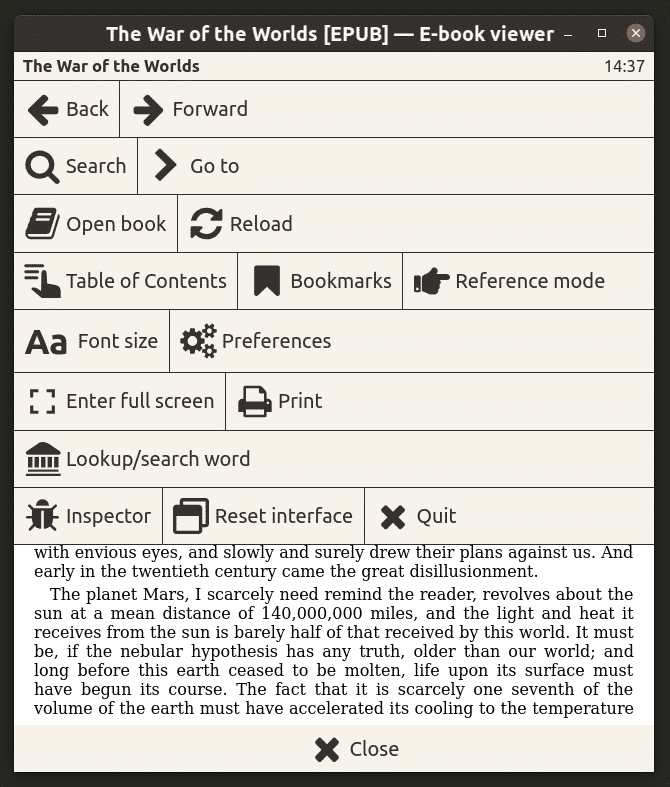 The War of the Worlds [EPUB] — E-book viewer
The War of the Worlds 14:37
Back Forward
Search Go to
Open book Reload
Table of Contents Bookmarks Reference mode
Aa Font size Preferences
Enter full screen Print
Lookup/search word
Inspector Reset interface Quit
with envious eyes, and slowly and surely drew their plans against us. And
early in the twentieth century came the great disillusionment.
The planet Mars, I scarcely need remind the reader, revolves about the
sun at a mean distance of 140,000,000 miles, and the light and heat it
receives from the sun is barely half of that received by this world. It must
be, if the nebular hypothesis has any truth, older than our world; and
long before this earth ceased to be molten, life upon its surface must
have begun its course. The fact that it is scarcely one seventh of the
volume of the earth must have accelerated its cooling to the temperature
Close